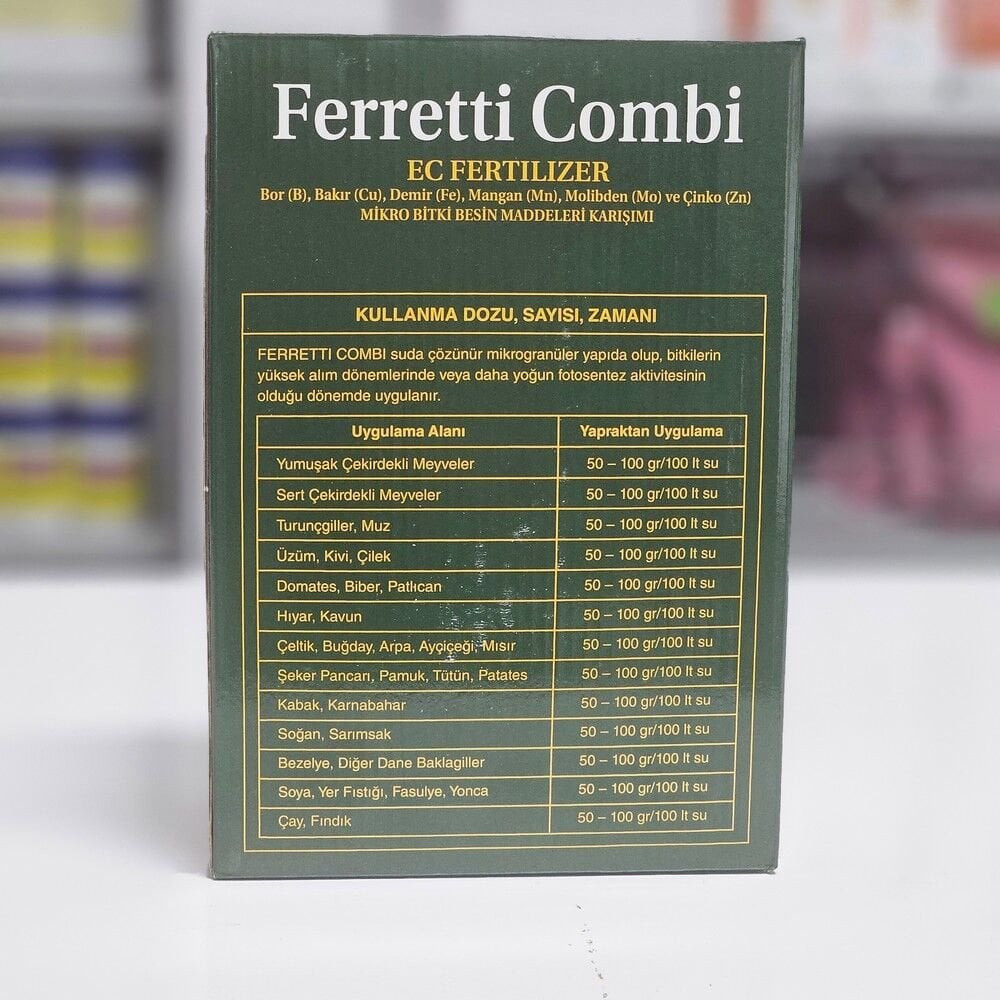 Ferretti Combi
EC FERTILIZER
Bor (B), Bakır (Cu), Demir (Fe), Mangan (Mn), Molibden (Mo) ve Çinko (Zn)
MİKRO BİTKİ BESİN MADDELERİ KARIŞIMI
KULLANMA DOZU, SAYISI, ZAMANI
FERRETTI COMBI suda çözünür mikrogranüler yapıda olup, bitkilerin
yüksek alım dönemlerinde veya daha yoğun fotosentez aktivitesinin
olduğu dönemde uygulanır.
Uygulama Alanı Yapraktan Uygulama
Yumuşak Çekirdekli Meyveler 50 – 100 gr/100 lt su
Sert Çekirdekli Meyveler 50 – 100 gr/100 lt su
Turunçgiller, Muz 50 – 100 gr/100 lt su
Üzüm, Kivi, Çilek 50 – 100 gr/100 lt su
Domates, Biber, Patlıcan 50 – 100 gr/100 lt su
Hıyar, Kavun 50 – 100 gr/100 lt su
Çeltik, Buğday, Arpa, Ayçiçeği, Mısır 50 – 100 gr/100 lt su
Şeker Pancarı, Pamuk, Tütün, Patates 50 – 100 gr/100 lt su
Kabak, Karnabahar 50 – 100 gr/100 lt su
Soğan, Sarımsak 50 – 100 gr/100 lt su
Bezelye, Diğer Dane Baklagiller 50 – 100 gr/100 lt su
Soya, Yer Fıstığı, Fasulye, Yonca 50 – 100 gr/100 lt su
Çay, Fındık 50 – 100 gr/100 lt su